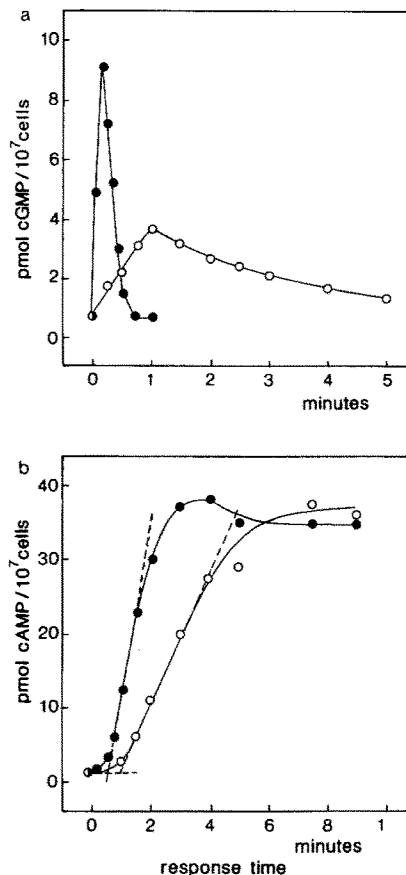 a
pmol cGMP/10⁷cells
10
8
6
4
2
0
0 1 2 3 4 5
minutes
b
pmol cAMP/10⁷cells
40
30
20
10
0
0 2 4 6 8 1
minutes
response time